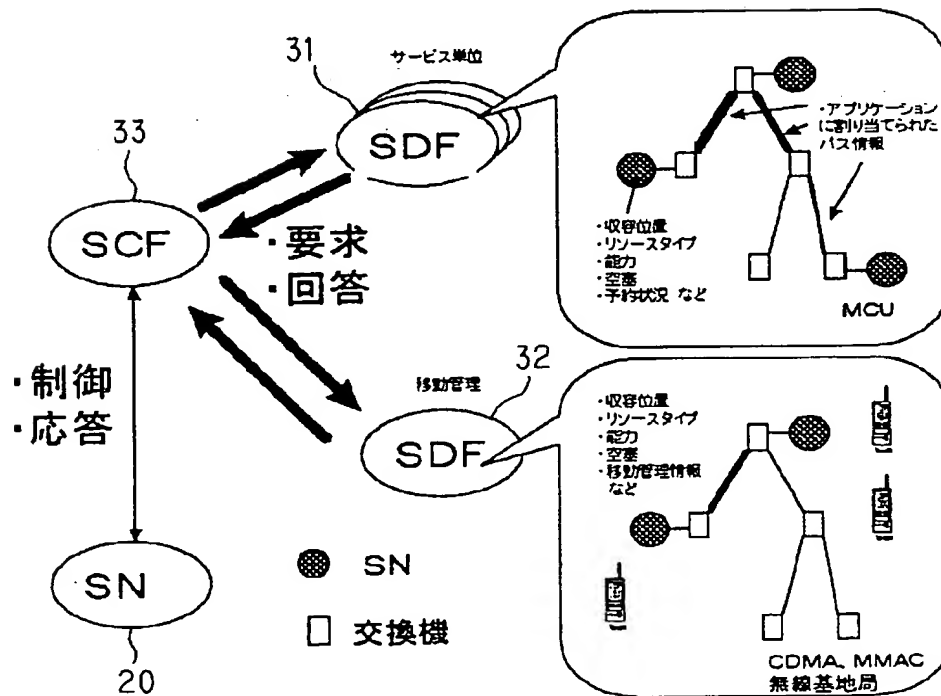 31
サービス単位
SDF
33
SCF
・要求
・回答
・制御
・応答
移動管理
32
SDF
SN
20
SN
交換機
・アプリケーション
に割り当てられた
パス情報
・収容位置
・リソースタイプ
・能力
・空塞
・予約状況 など
MCU
・収容位置
・リソースタイプ
・能力
・空塞
・移動管理情報
など
CDMA、MMAC
無線基地局